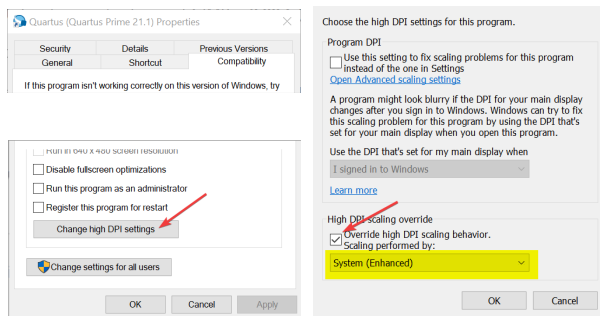 Quartus (Quartus Prime 21.1) Properties
Security Details Previous Versions
General Shortcut Compatibility
If this program isn't working correctly on this version of Windows, try
Run in 640 x 480 screen resolution
Disable fullscreen optimizations
Run this program as an administrator
Register this program for restart
Change high DPI settings
Change settings for all users
OK Cancel Apply
Choose the high DPI settings for this program.
Program DPI
Use this setting to fix scaling problems for this program
instead of the one in Settings
Open Advanced scaling settings
A program might look blurry if the DPI for your main display
changes after you sign in to Windows. Windows can try to fix
this scaling problem for this program by using the DPI that's
set for your main display when you open this program.
Use the DPI that's set for my main display when
I signed in to Windows
Learn more
High DPI scaling override
Override high DPI scaling behavior.
Scaling performed by:
System (Enhanced)
OK Cancel